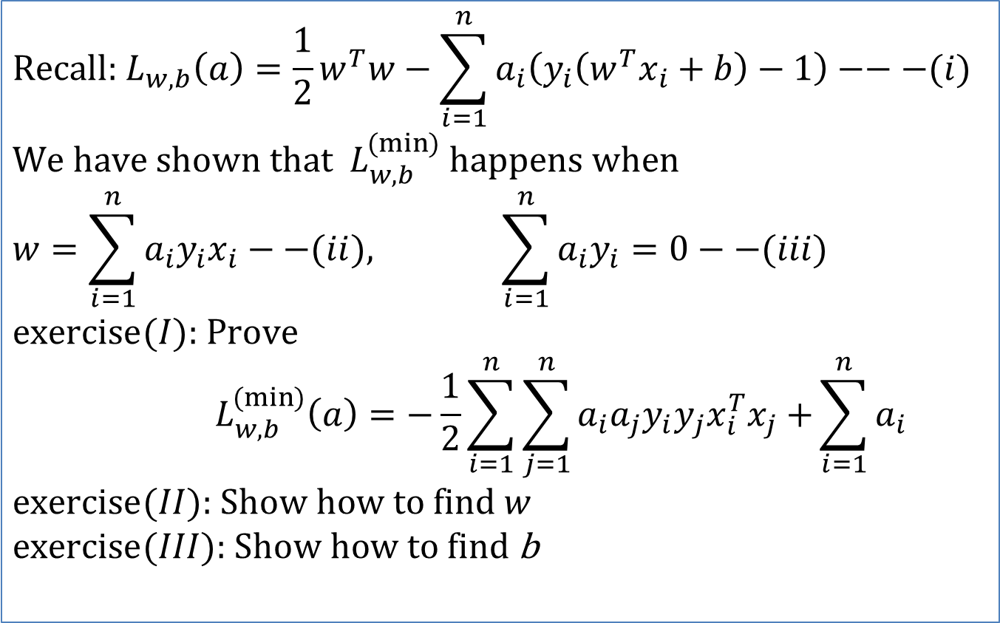 Recall: $L_{w,b}(a) = \frac{1}{2}w^T w - \sum_{i=1}^{n} a_i(y_i(w^T x_i + b) - 1) --- -(i)$
We have shown that $L_{w,b}^{(\min)}$ happens when
$w = \sum_{i=1}^{n} a_i y_i x_i - -(ii),$ $\sum_{i=1}^{n} a_i y_i = 0 - -(iii)$
exercise$(I)$: Prove
$L_{w,b}^{(\min)}(a) = -\frac{1}{2}\sum_{i=1}^{n}\sum_{j=1}^{n} a_i a_j y_i y_j x_i^T x_j + \sum_{i=1}^{n} a_i$
exercise$(II)$: Show how to find $w$
exercise$(III)$: Show how to find $b$